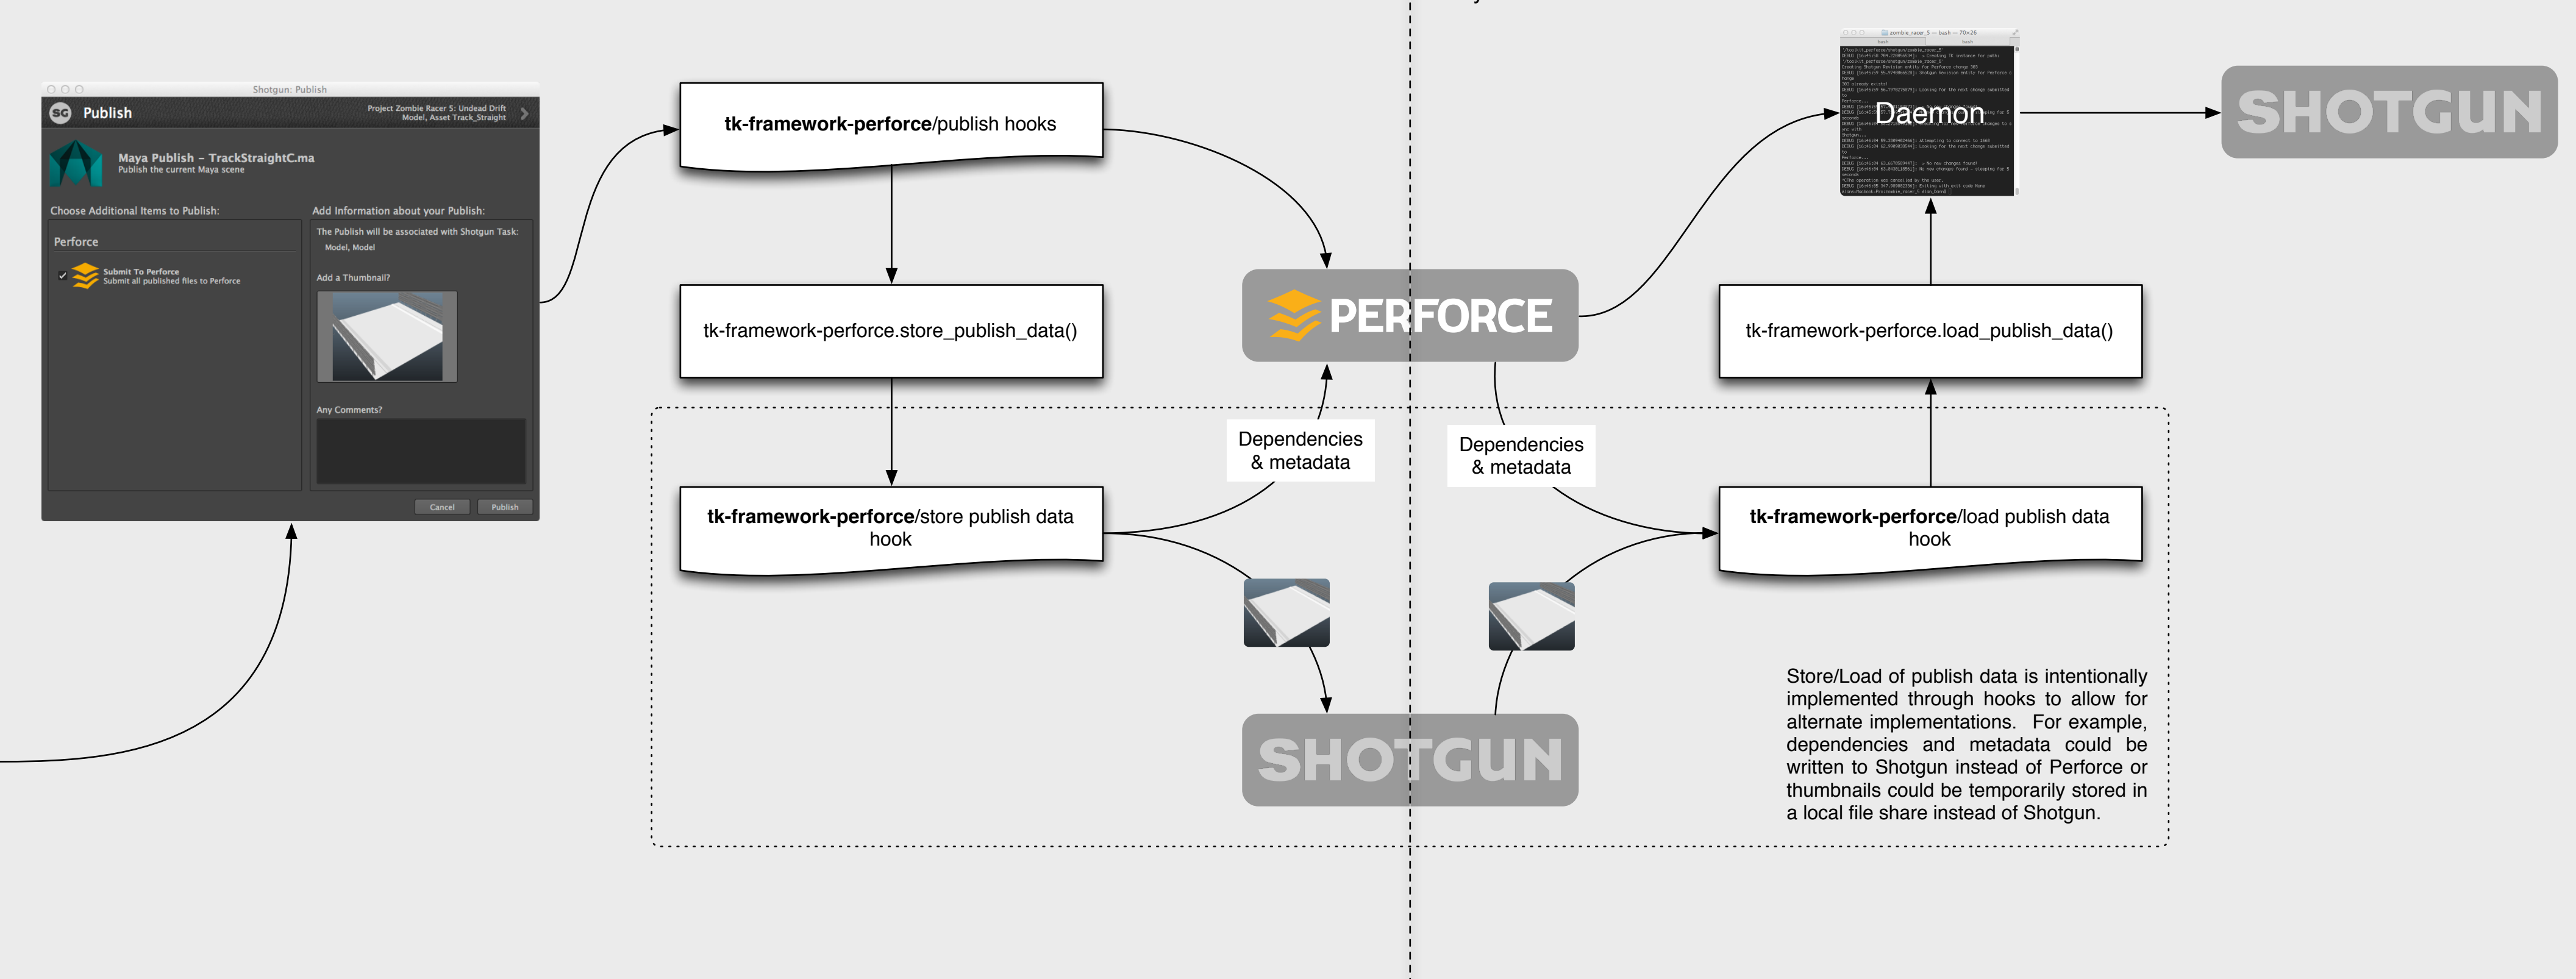 Shotgun: Publish
SG Publish
Project Zombie Racer 5: Undead Drift
Model, Asset Track_Straight
Maya Publish – TrackStraightC.ma
Publish the current Maya scene
Choose Additional Items to Publish:
Perforce
Submit To Perforce
Submit all published files to Perforce
Add Information about your Publish:
The Publish will be associated with Shotgun Task:
Model, Model
Add a Thumbnail?
Any Comments?
Cancel
Publish
tk-framework-perforce/publish hooks
tk-framework-perforce.store_publish_data()
tk-framework-perforce/store publish data
hook
PERFORCE
Dependencies
& metadata
Dependencies
& metadata
SHOTGUN
zombie_racer_5 — bash — 70×26
bash
bash
Daemon
SHOTGUN
tk-framework-perforce.load_publish_data()
tk-framework-perforce/load publish data
hook
Store/Load of publish data is intentionally
implemented through hooks to allow for
alternate implementations. For example,
dependencies and metadata could be
written to Shotgun instead of Perforce or
thumbnails could be temporarily stored in
a local file share instead of Shotgun.